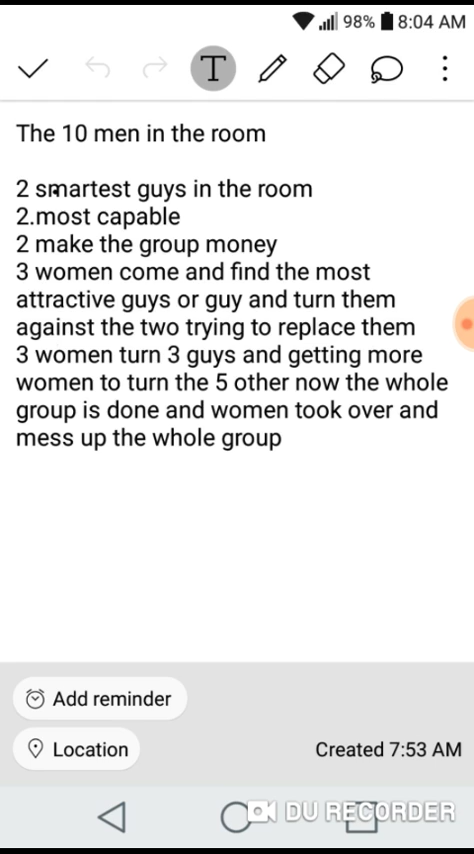 98% 8:04 AM
T
The 10 men in the room
2 smartest guys in the room
2.most capable
2 make the group money
3 women come and find the most
attractive guys or guy and turn them
against the two trying to replace them
3 women turn 3 guys and getting more
women to turn the 5 other now the whole
group is done and women took over and
mess up the whole group
Add reminder
Location Created 7:53 AM
DU RECORDER